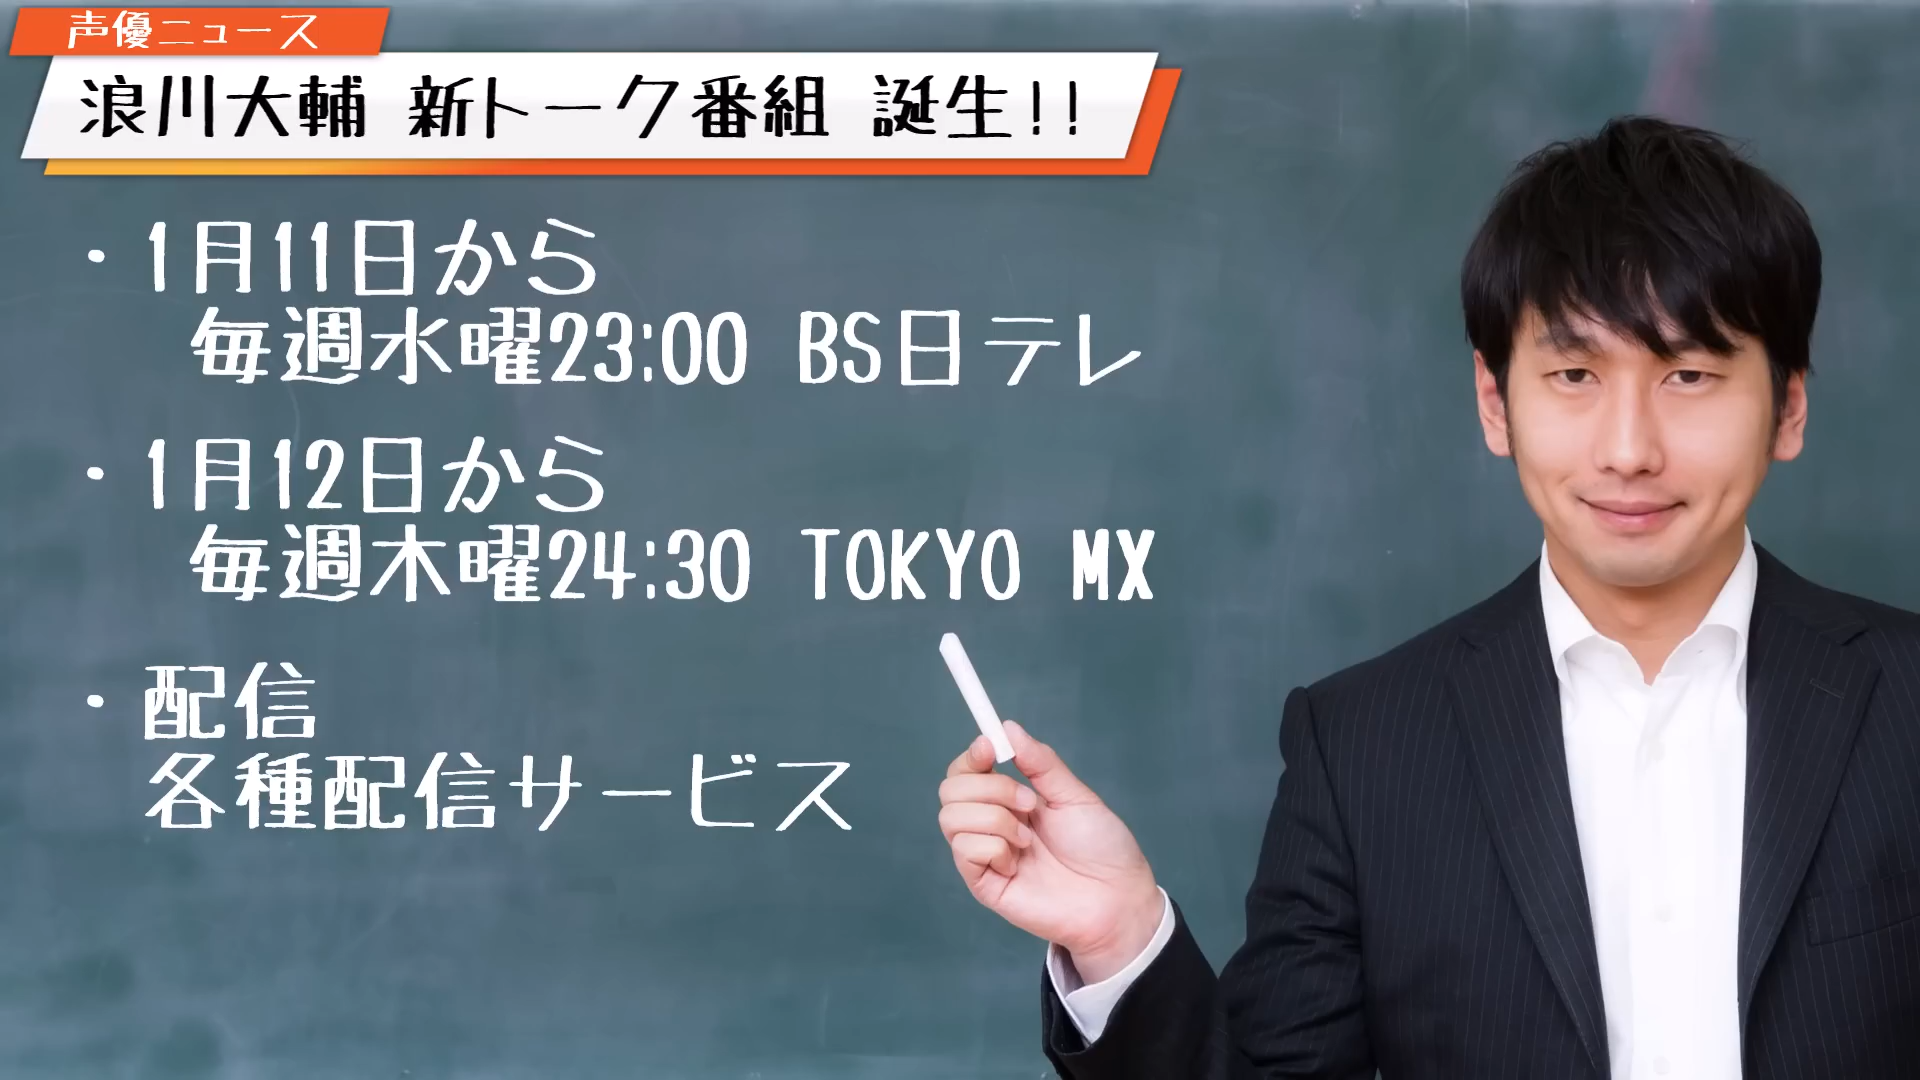 声優ニュース
浪川大輔 新トーク番組 誕生!!
・1月11日から
毎週水曜23:00 BS日テレ
・1月12日から
毎週木曜24:30 TOKYO MX
・配信
各種配信サービス